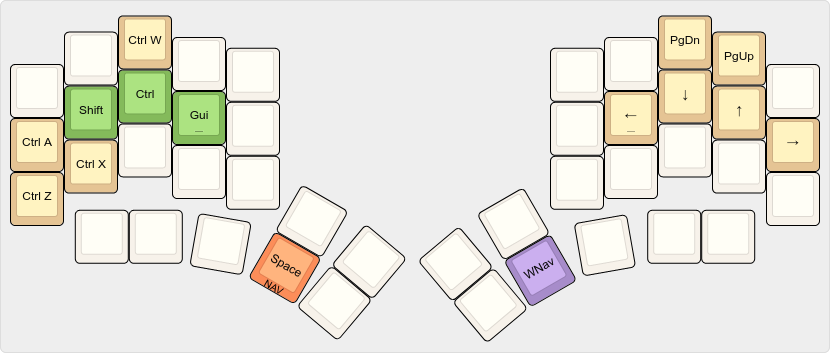 Ctrl W
PgDn
PgUp
Shift
Ctrl
Gui
_
←
_
↓
↑
→
Ctrl A
Ctrl X
Ctrl Z
Space
NAV
WNav